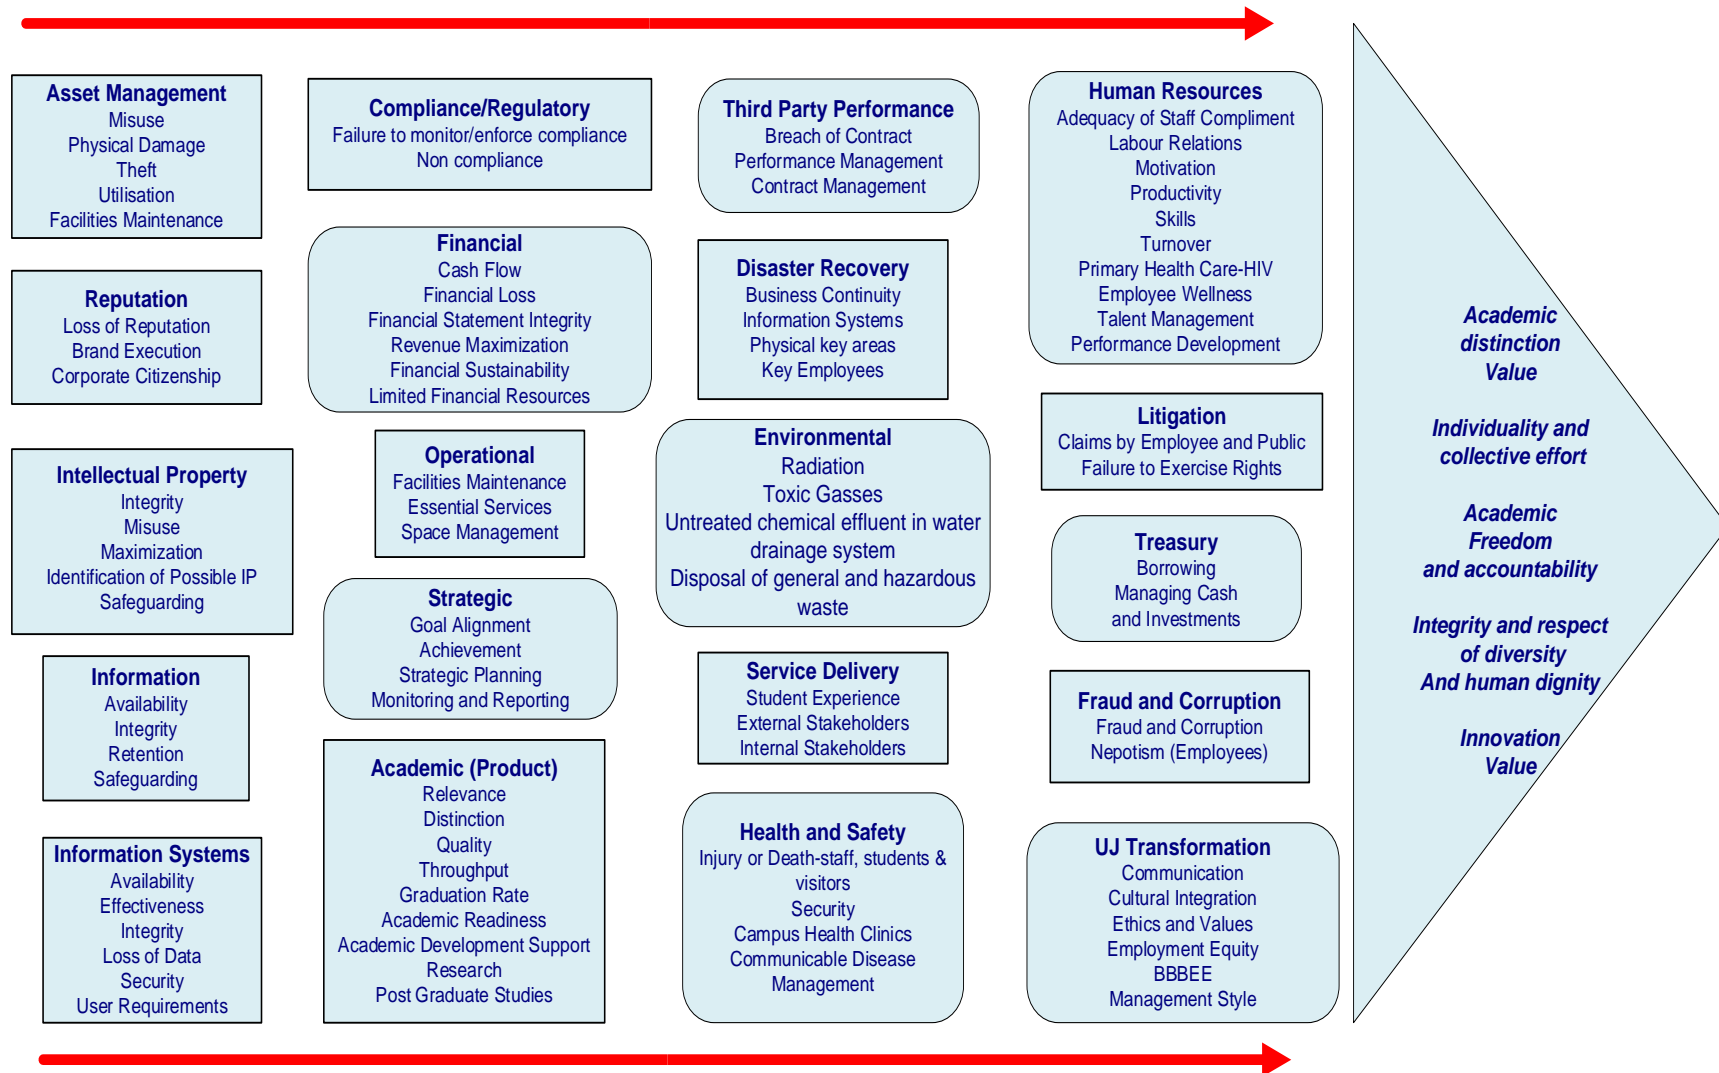 Asset Management
Misuse
Physical Damage
Theft
Utilisation
Facilities Maintenance
Reputation
Loss of Reputation
Brand Execution
Corporate Citizenship
Intellectual Property
Integrity
Misuse
Maximization
Identification of Possible IP
Safeguarding
Information
Availability
Integrity
Retention
Safeguarding
Information Systems
Availability
Effectiveness
Integrity
Loss of Data
Security
User Requirements
Compliance/Regulatory
Failure to monitor/enforce compliance
Non compliance
Financial
Cash Flow
Financial Loss
Financial Statement Integrity
Revenue Maximization
Financial Sustainability
Limited Financial Resources
Operational
Facilities Maintenance
Essential Services
Space Management
Strategic
Goal Alignment
Achievement
Strategic Planning
Monitoring and Reporting
Academic (Product)
Relevance
Distinction
Quality
Throughput
Graduation Rate
Academic Readiness
Academic Development Support
Research
Post Graduate Studies
Third Party Performance
Breach of Contract
Performance Management
Contract Management
Disaster Recovery
Business Continuity
Information Systems
Physical key areas
Key Employees
Environmental
Radiation
Toxic Gasses
Untreated chemical effluent in water
drainage system
Disposal of general and hazardous
waste
Service Delivery
Student Experience
External Stakeholders
Internal Stakeholders
Health and Safety
Injury or Death-staff, students &
visitors
Security
Campus Health Clinics
Communicable Disease
Management
Human Resources
Adequacy of Staff Compliment
Labour Relations
Motivation
Productivity
Skills
Turnover
Primary Health Care-HIV
Employee Wellness
Talent Management
Performance Development
Litigation
Claims by Employee and Public
Failure to Exercise Rights
Treasury
Borrowing
Managing Cash
and Investments
Fraud and Corruption
Fraud and Corruption
Nepotism (Employees)
UJ Transformation
Communication
Cultural Integration
Ethics and Values
Employment Equity
BBBEE
Management Style
Academic
distinction
Value
Individuality and
collective effort
Academic
Freedom
and accountability
Integrity and respect
of diversity
And human dignity
Innovation
Value